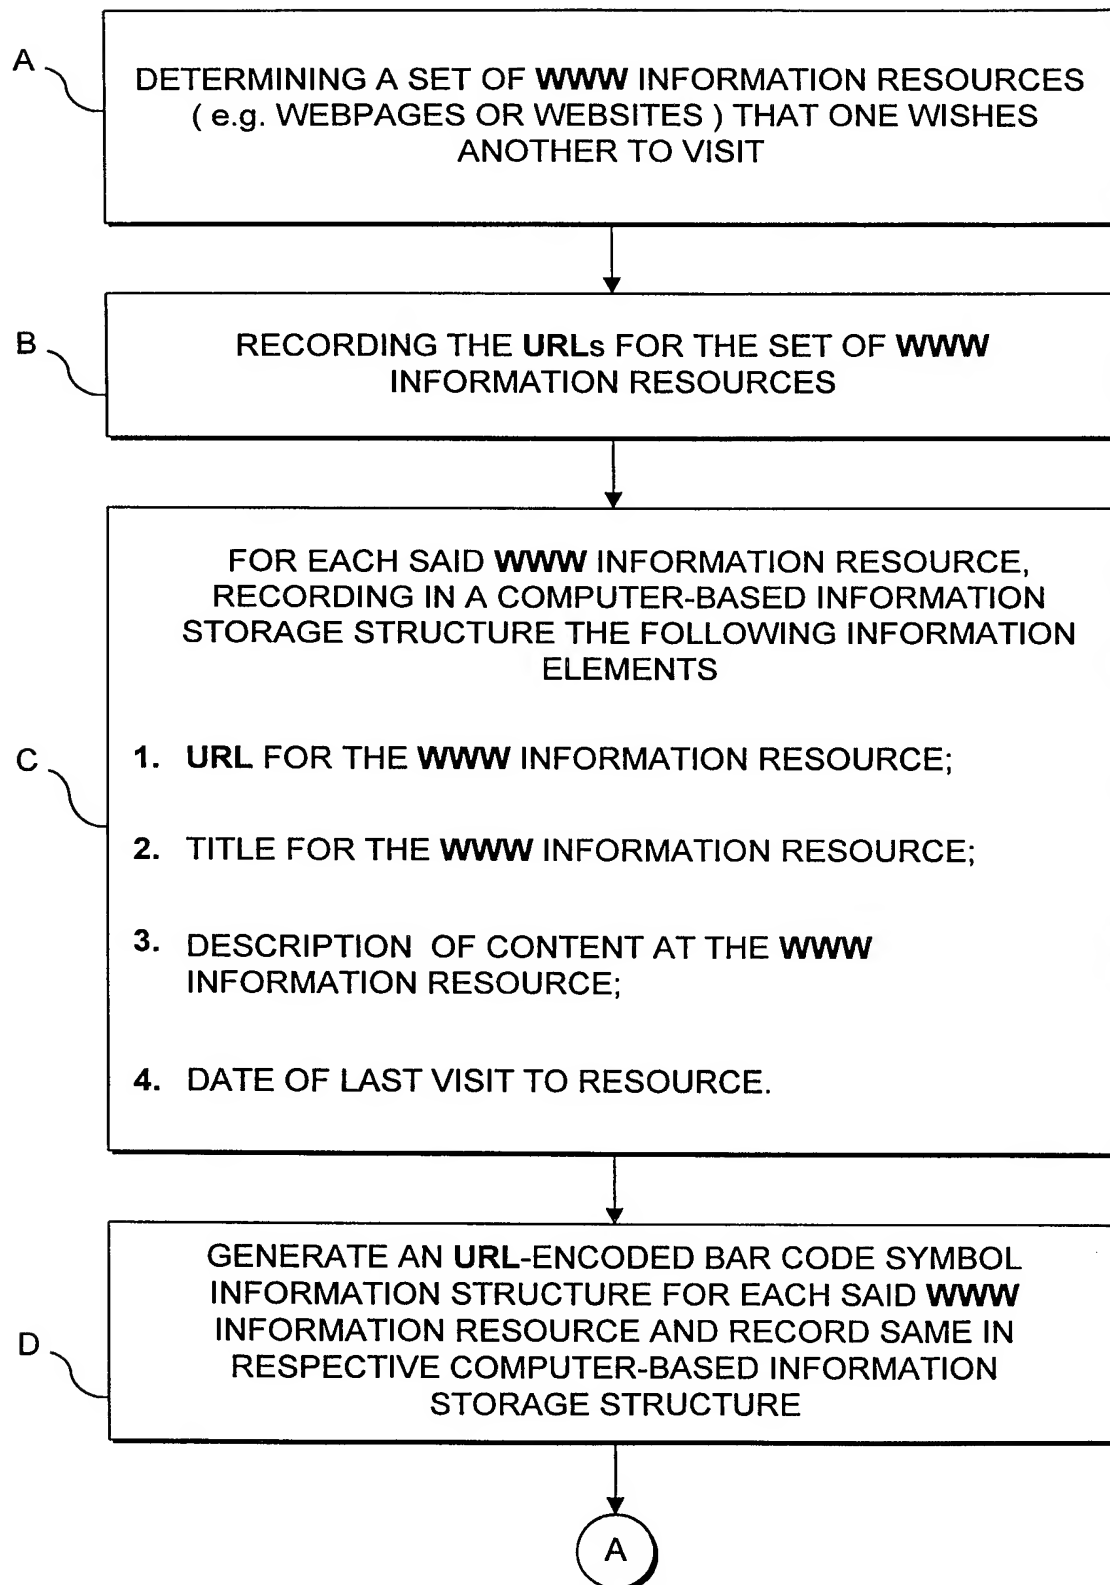 A
DETERMINING A SET OF WWW INFORMATION RESOURCES
( e.g. WEBPAGES OR WEBSITES ) THAT ONE WISHES
ANOTHER TO VISIT
B
RECORDING THE URLs FOR THE SET OF WWW
INFORMATION RESOURCES
C
FOR EACH SAID WWW INFORMATION RESOURCE,
RECORDING IN A COMPUTER-BASED INFORMATION
STORAGE STRUCTURE THE FOLLOWING INFORMATION
ELEMENTS
1. URL FOR THE WWW INFORMATION RESOURCE;
2. TITLE FOR THE WWW INFORMATION RESOURCE;
3. DESCRIPTION OF CONTENT AT THE WWW
INFORMATION RESOURCE;
4. DATE OF LAST VISIT TO RESOURCE.
D
GENERATE AN URL-ENCODED BAR CODE SYMBOL
INFORMATION STRUCTURE FOR EACH SAID WWW
INFORMATION RESOURCE AND RECORD SAME IN
RESPECTIVE COMPUTER-BASED INFORMATION
STORAGE STRUCTURE
A